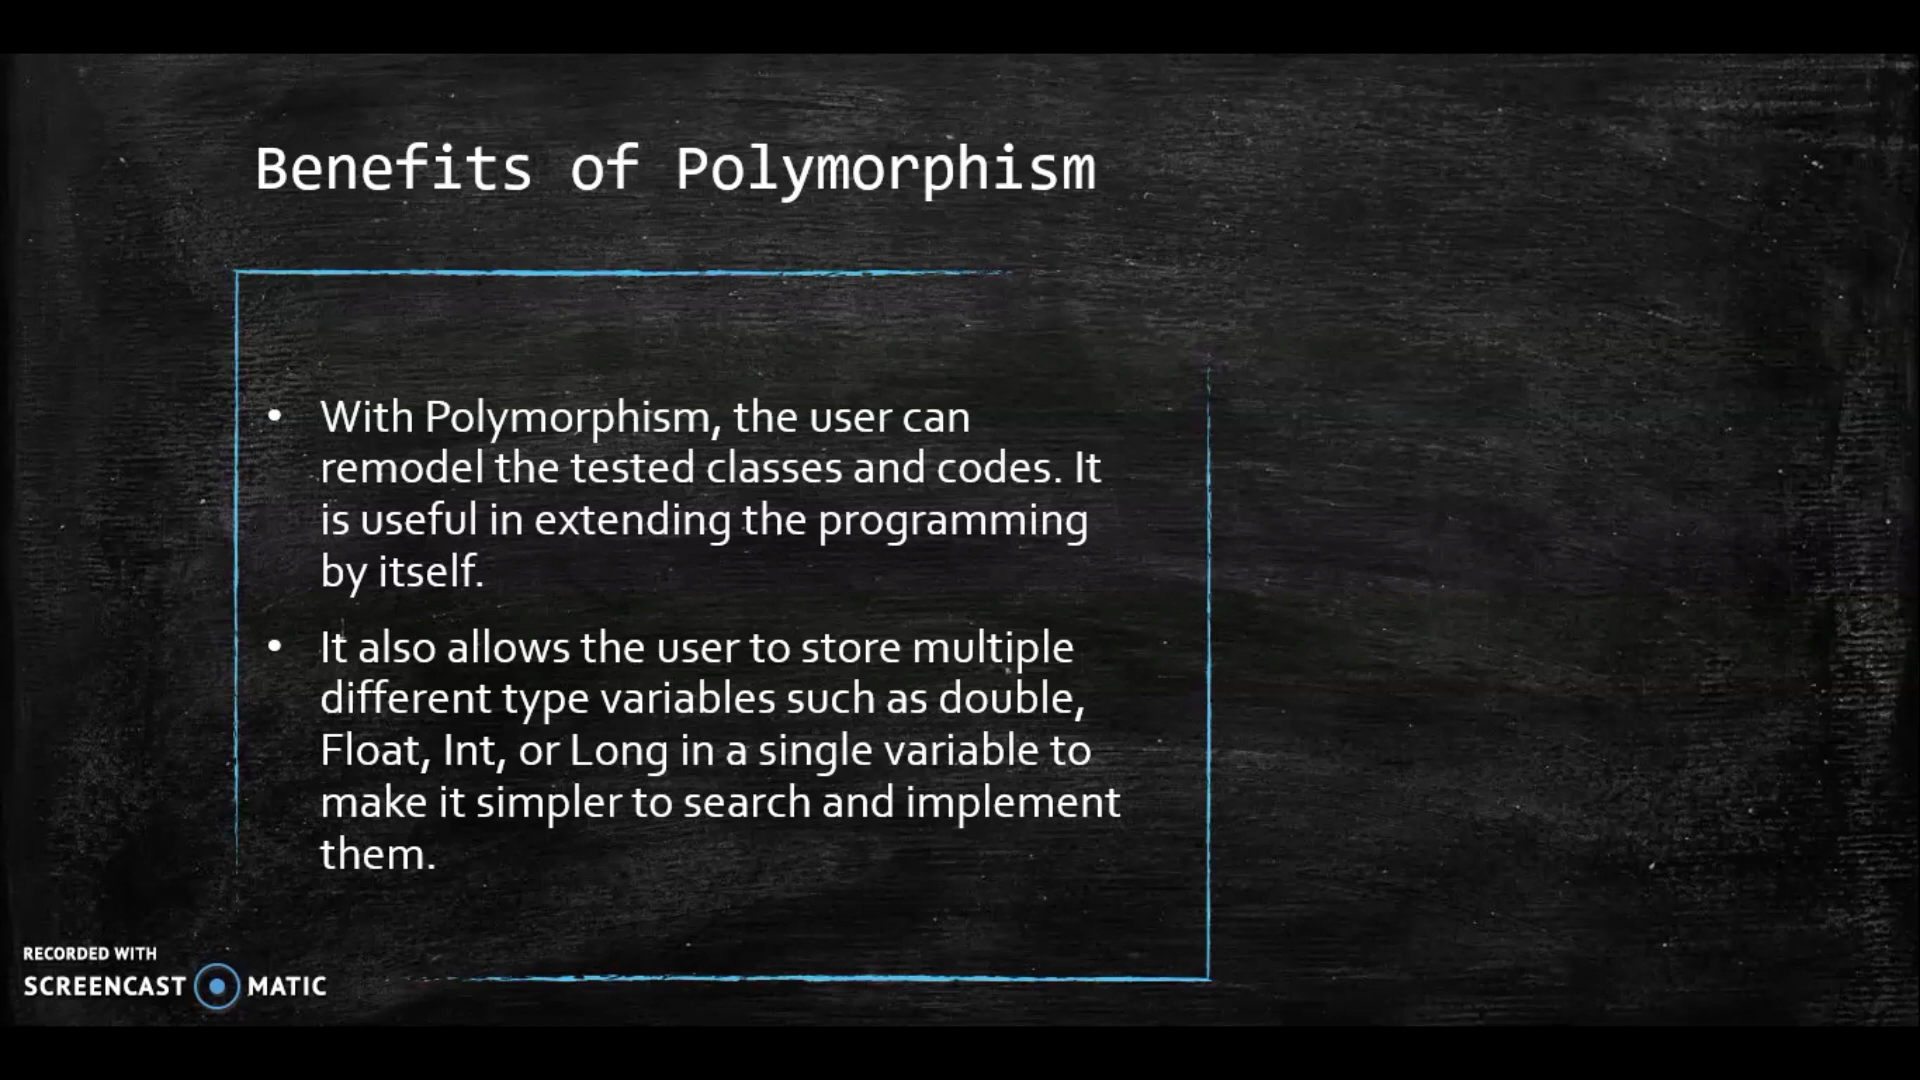 Benefits of Polymorphism
• With Polymorphism, the user can
remodel the tested classes and codes. It
is useful in extending the programming
by itself.
• It also allows the user to store multiple
different type variables such as double,
Float, Int, or Long in a single variable to
make it simpler to search and implement
them.
RECORDED WITH
SCREENCAST MATIC